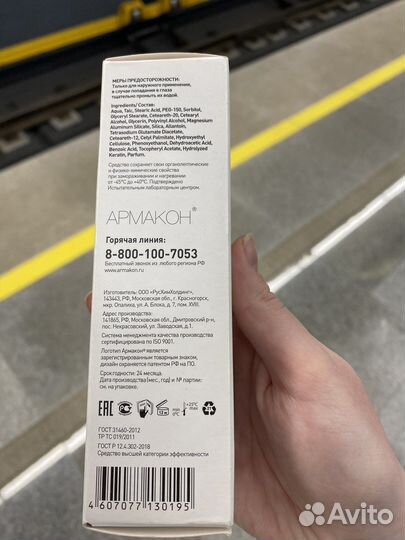 МЕРЫ ПРЕДОСТОРОЖНОСТИ:
Только для наружного применения,
в случае попадания в глаза
тщательно промыть их водой.
Ingredients/ Состав:
Aqua, Talc, Stearic Acid, PEG-150, Sorbitol,
Glyceryl Stearate, Ceteareth-20, Cetearyl
Alcohol, Glycerin, Polyvinyl Alcohol, Magnesium
Aluminum Silicate, Silica, Allantoin,
Tetrasodium Glutamate Diacetate,
Ceteareth-12, Cetyl Palmitate, Hydroxyethyl
Cellulose, Phenoxyethanol, Dehydroacetic Acid,
Benzoic Acid, Tocopheryl Acetate, Hydrolyzed
Keratin, Parfum.
Средство сохраняет свои органолептические
и физико-химические свойства
при замораживании и нагревании
от -45°С до +40°С. Подтверждено
Испытательным лабораторным центром.
АРМАКОН®
Горячая линия:
8-800-100-7053
Бесплатный звонок из любого региона РФ
www.armakon.ru
Изготовитель: ООО «РусХимХолдинг»,
143443, РФ, Московская обл., г. Красногорск,
мкр. Опалиха, ул. А. Блока, д. 7, пом. XVIII.
Адрес производства:
141865, РФ, Московская обл., Дмитровский р-н,
пос. Некрасовский, ул. Заводская, д.1.
Система менеджмента качества производства
сертифицирована по ISO 9001.
Логотип Армакон® является
зарегистрированным товарным знаком,
дизайн охраняется патентом РФ на ПО.
Срок годности: 24 месяца.
Дата производства (мес., год) и № партии:
см. на упаковке.
EAC
12 м
min 0°C
+25°C max
ГОСТ 31460-2012
ТР ТС 019/2011
ГОСТ Р 12.4.302-2018
Средство высшей категории эффективности
4 607077 130195
Avito